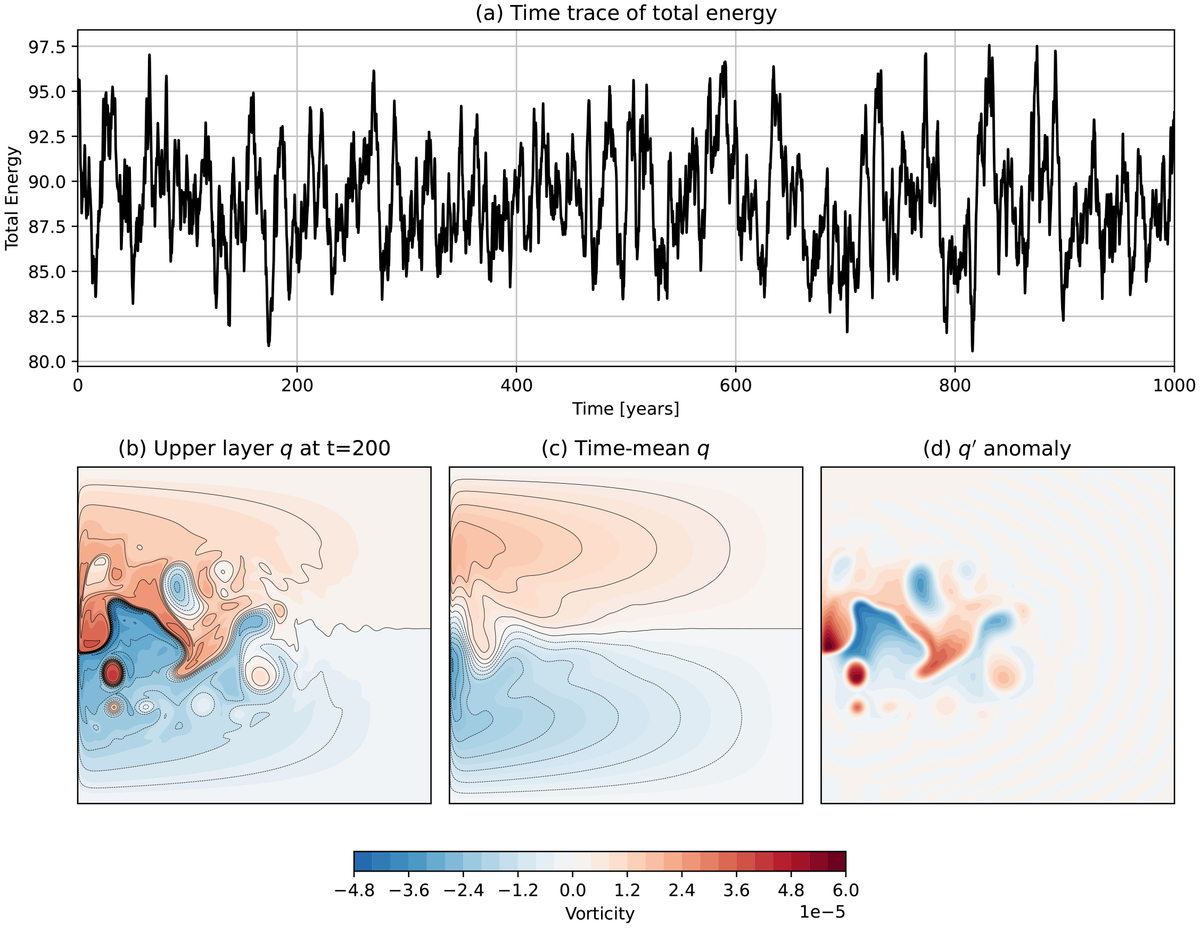 (a) Time trace of total energy
97.5
95.0
92.5
90.0
87.5
85.0
82.5
80.0
Total Energy
0 200 400 600 800 1000
Time [years]
(b) Upper layer q at t=200
(c) Time-mean q
(d) q′ anomaly
−4.8 −3.6 −2.4 −1.2 0.0 1.2 2.4 3.6 4.8 6.0
Vorticity
1e−5